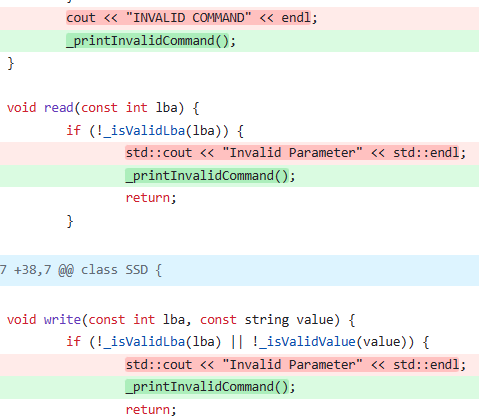 cout << "INVALID COMMAND" << endl;
_printInvalidCommand();
}
void read(const int lba) {
if (!_isValidLba(lba)) {
std::cout << "Invalid Parameter" << std::endl;
_printInvalidCommand();
return;
}
7 +38,7 @@ class SSD {
void write(const int lba, const string value) {
if (!_isValidLba(lba) || !_isValidValue(value)) {
std::cout << "Invalid Parameter" << std::endl;
_printInvalidCommand();
return;